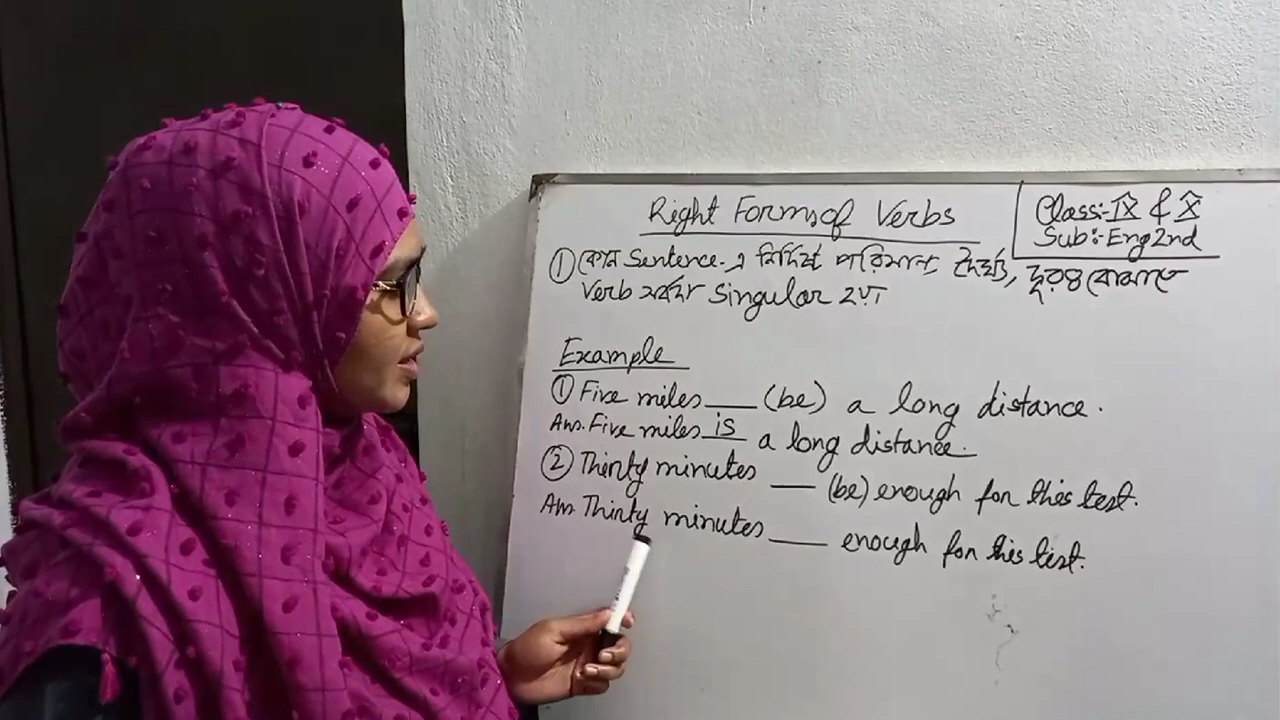 Right Forms of Verbs
Class:- IX & X
Sub:- Eng 2nd
① কোন Sentence-এ নির্দিষ্ট পরিমান, দৈর্ঘ্য, দূরত্ব বোঝাতে
Verb সর্বদা Singular হয়
Example
① Five miles ___ (be) a long distance.
Ans. Five miles is a long distance.
② Thirty minutes ___ (be) enough for this test.
Ans. Thirty minutes ___ enough for this test.